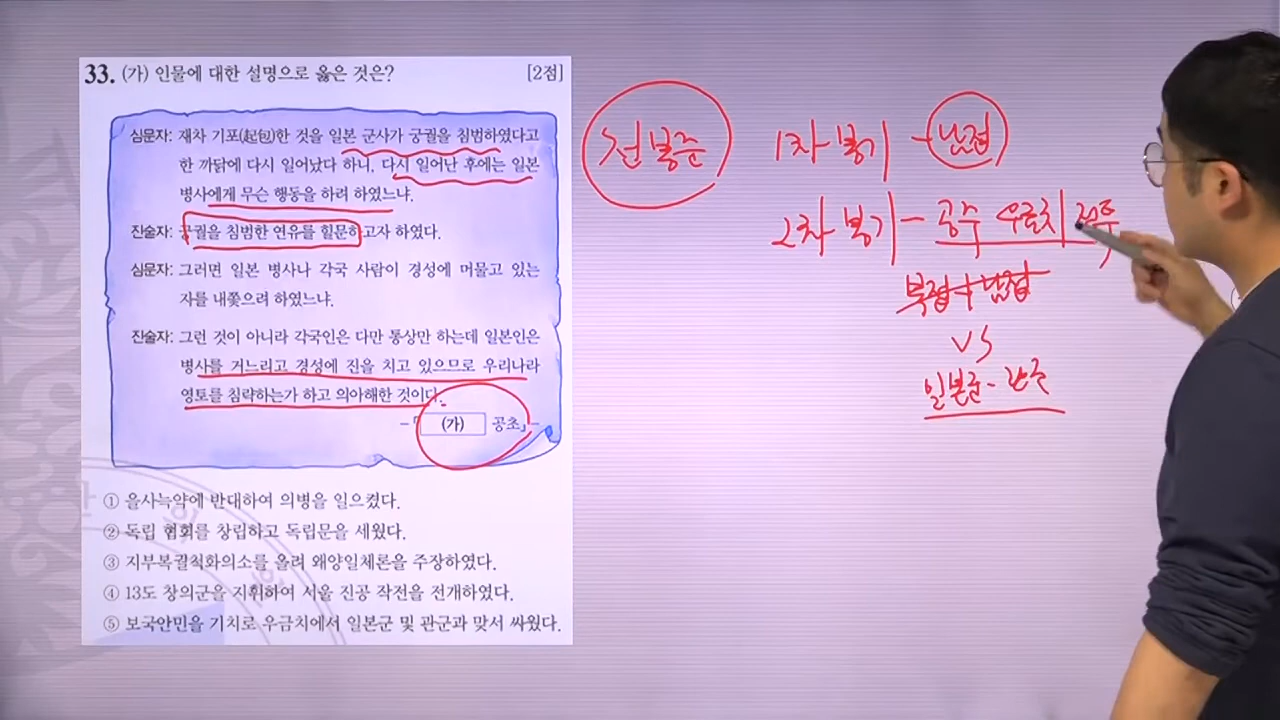 33. (가) 인물에 대한 설명으로 옳은 것은? [2점]
심문자: 재차 기포(起包)한 것을 일본 군사가 궁궐을 침범하였다고
한 까닭에 다시 일어났다 하니, 다시 일어난 후에는 일본
병사에게 무슨 행동을 하려 하였느냐.
진술자: 궁궐을 침범한 연유를 힐문하고자 하였다.
심문자: 그러면 일본 병사나 각국 사람이 경성에 머물고 있는
자를 내쫓으려 하였느냐.
진술자: 그런 것이 아니라 각국인은 다만 통상만 하는데 일본인은
병사를 거느리고 경성에 진을 치고 있으므로 우리나라
영토를 침략하는가 하고 의아해한 것이다.
-「 (가) 공초」-
① 을사늑약에 반대하여 의병을 일으켰다.
② 독립 협회를 창립하고 독립문을 세웠다.
③ 지부복궐척화의소를 올려 왜양일체론을 주장하였다.
④ 13도 창의군을 지휘하여 서울 진공 작전을 전개하였다.
⑤ 보국안민을 기치로 우금치에서 일본군 및 관군과 맞서 싸웠다.
전봉준
1차 봉기 - 남접
2차 봉기 - 공주 우금치 전투
북접+남접
VS
일본군-관군